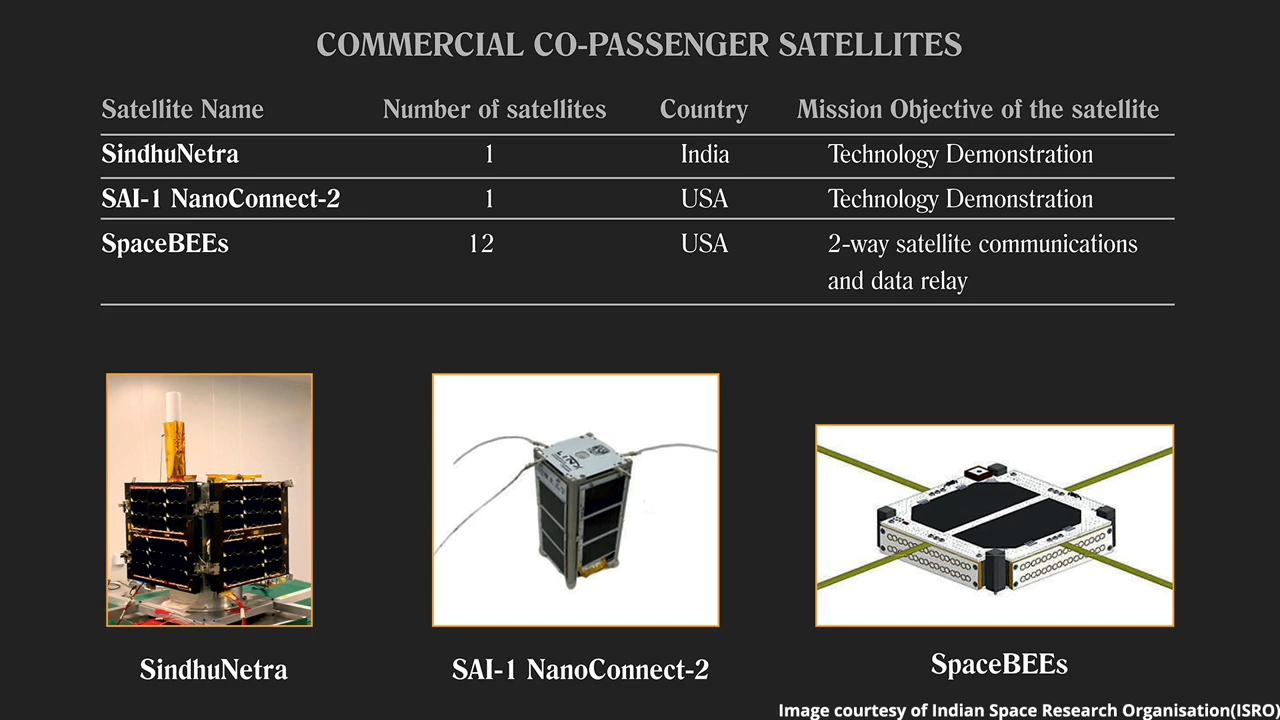 COMMERCIAL CO-PASSENGER SATELLITES
Satellite Name Number of satellites Country Mission Objective of the satellite
SindhuNetra 1 India Technology Demonstration
SAI-1 NanoConnect-2 1 USA Technology Demonstration
SpaceBEEs 12 USA 2-way satellite communications
and data relay
SindhuNetra
SAI-1 NanoConnect-2
SpaceBEEs
Image courtesy of Indian Space Research Organisation(ISRO)